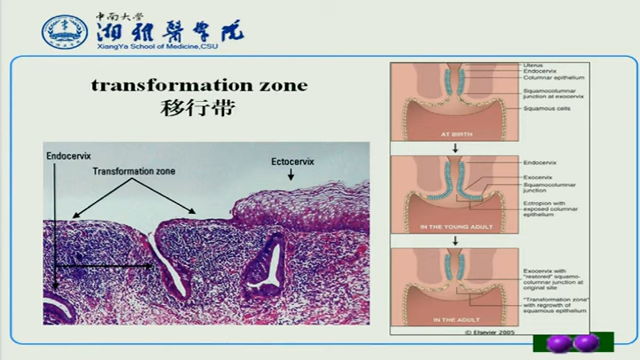 中南大学
湘雅醫学院
XiangYa School of Medicine,CSU
transformation zone
移行带
Endocervix
Transformation zone
Ectocervix
Uterus
Endocervix
Columnar epithelium
Squamocolumnar
junction at exocervix
Squamous cells
AT BIRTH
Endocervix
Exocervix
Squamocolumnar
junction
Ectropion with
exposed columnar
epithelium
IN THE YOUNG ADULT
Exocervix with
"restored" squamo-
columnar junction at
original site
"Transformation zone"
with regrowth of
squamous epithelium
IN THE ADULT
© Elsevier 2005